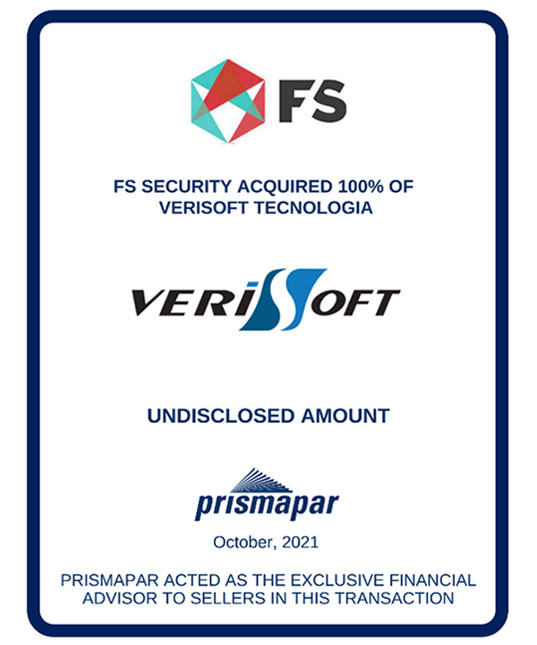 FS
FS SECURITY ACQUIRED 100% OF
VERISOFT TECNOLOGIA
VERISOFT
UNDISCLOSED AMOUNT
prismapar
October, 2021
PRISMAPAR ACTED AS THE EXCLUSIVE FINANCIAL
ADVISOR TO SELLERS IN THIS TRANSACTION